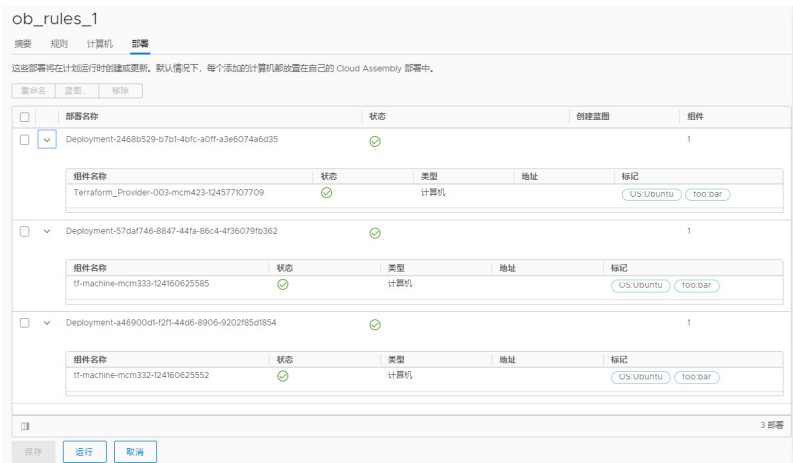 ob_rules_1
摘要 规则 计算机 部署
这些部署将在计划运行时创建或更新。默认情况下，每个添加的计算机都放置在自己的 Cloud Assembly 部署中。
重命名 蓝图... 移除
部署名称 状态 创建蓝图 组件
Deployment-2468b529-b7b1-4bfc-a0ff-a3e6074a6d35 1
组件名称 状态 类型 地址 标记
Terraform_Provider-003-mcm423-124577107709 计算机 OS:Ubuntu foo:bar
Deployment-57daf746-8847-44fa-86c4-4f36079fb362 1
组件名称 状态 类型 地址 标记
tf-machine-mcm333-124160625585 计算机 OS:Ubuntu foo:bar
Deployment-a46900d1-f2f1-44d6-8906-9202f85d1854 1
组件名称 状态 类型 地址 标记
tf-machine-mcm332-124160625552 计算机 OS:Ubuntu foo:bar
3 部署
保存 运行 取消